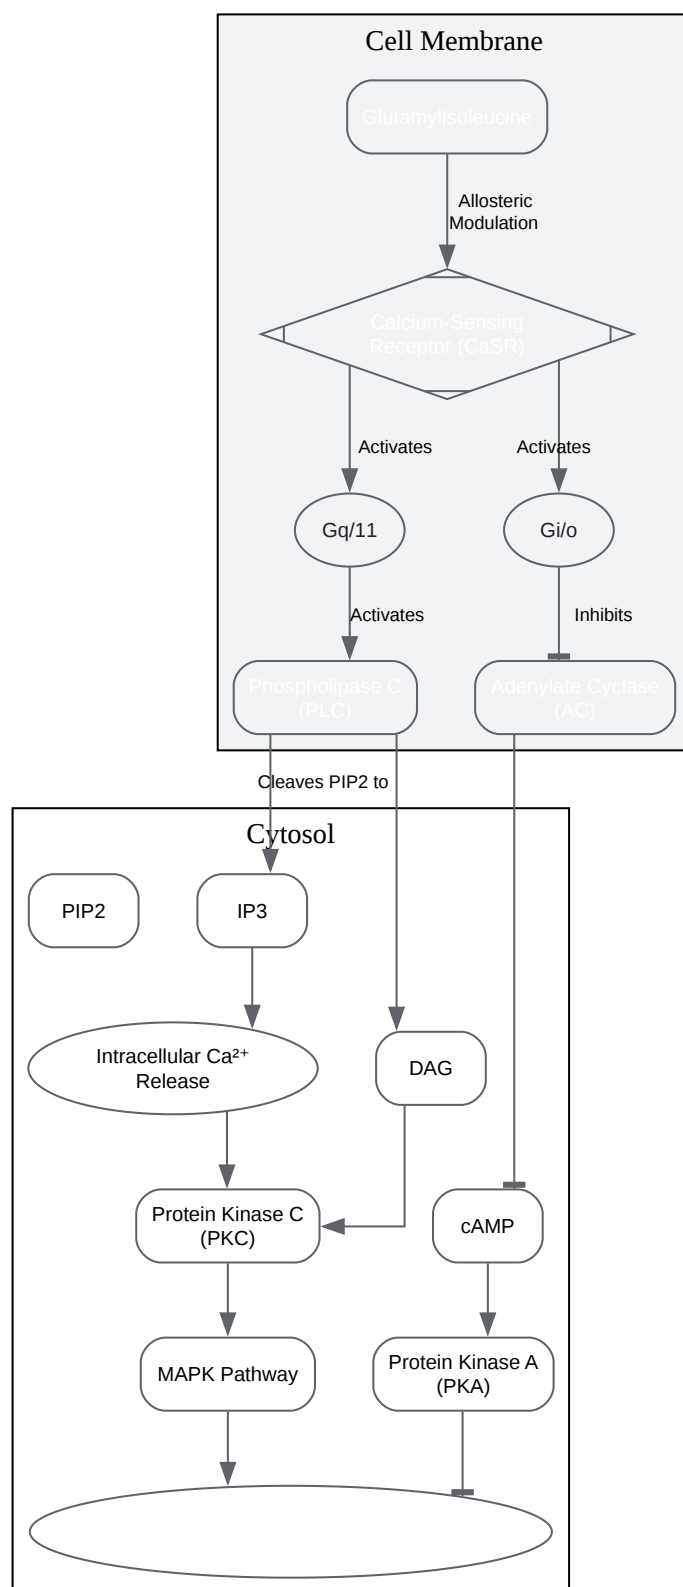 Cell Membrane
Glutamylisoleucine
Allosteric
Modulation
Calcium-Sensing
Receptor (CaSR)
Activates
Activates
Gq/11
Gi/o
Activates
Inhibits
Phospholipase C
(PLC)
Adenylate Cyclase
(AC)
Cleaves PIP2 to
Cytosol
PIP2
IP3
Intracellular Ca²⁺
Release
DAG
Protein Kinase C
(PKC)
cAMP
MAPK Pathway
Protein Kinase A
(PKA)